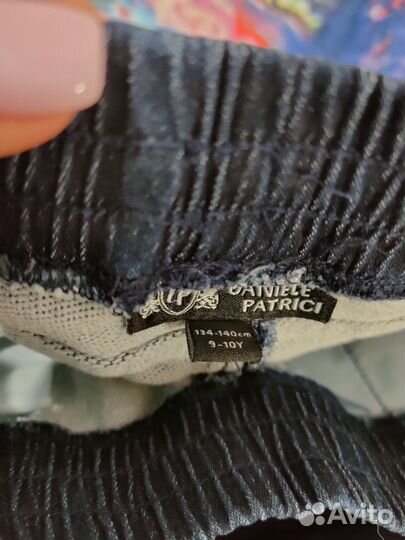 DANIELE
PATRICI
134-140cm
9-10Y
Avito